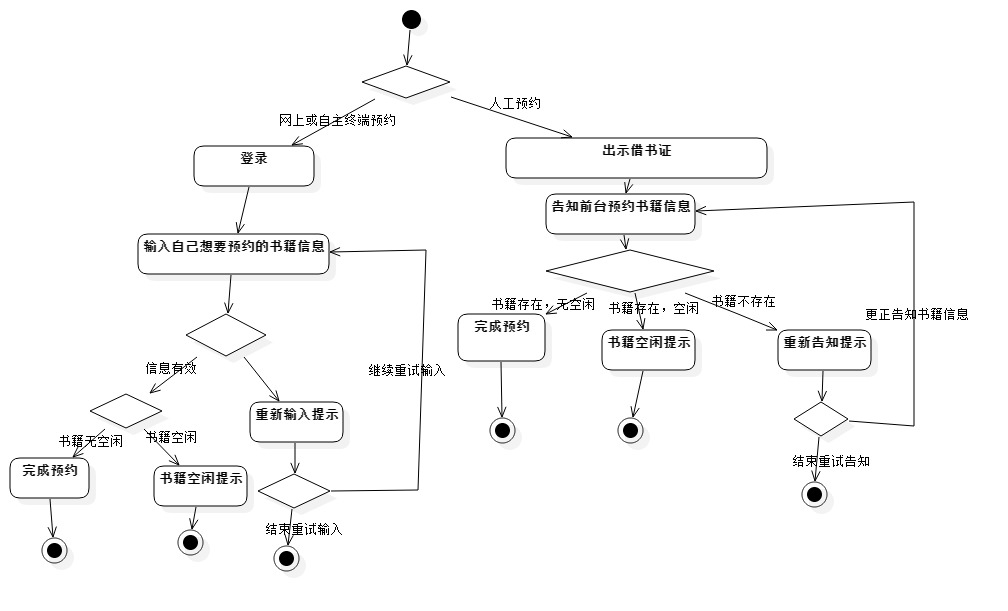 人工预约
网上或自主终端预约
出示借书证
登录
告知前台预约书籍信息
输入自己想要预约的书籍信息
书籍存在，无空闲
书籍存在，空闲
书籍不存在
更正告知书籍信息
完成预约
书籍空闲提示
重新告知提示
信息有效
继续重试输入
重新输入提示
书籍无空闲
书籍空闲
结束重试告知
完成预约
书籍空闲提示
结束重试输入